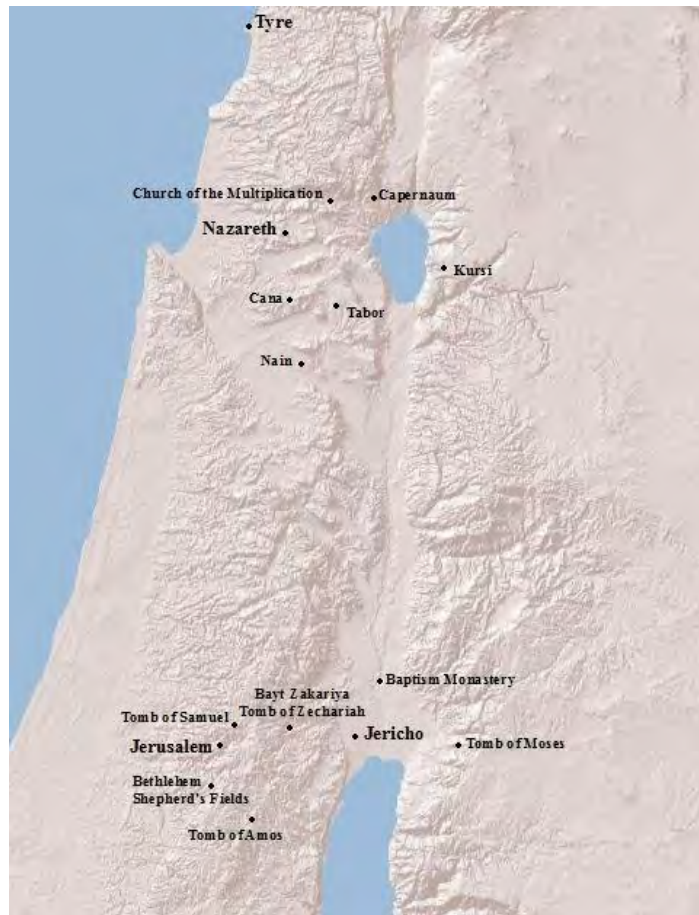 Tyre
Church of the Multiplication
Capernaum
Nazareth
Kursi
Cana
Tabor
Nain
Baptism Monastery
Bayt Zakariya
Tomb of Zechariah
Tomb of Samuel
Jericho
Jerusalem
Tomb of Moses
Bethlehem
Shepherd's Fields
Tomb of Amos